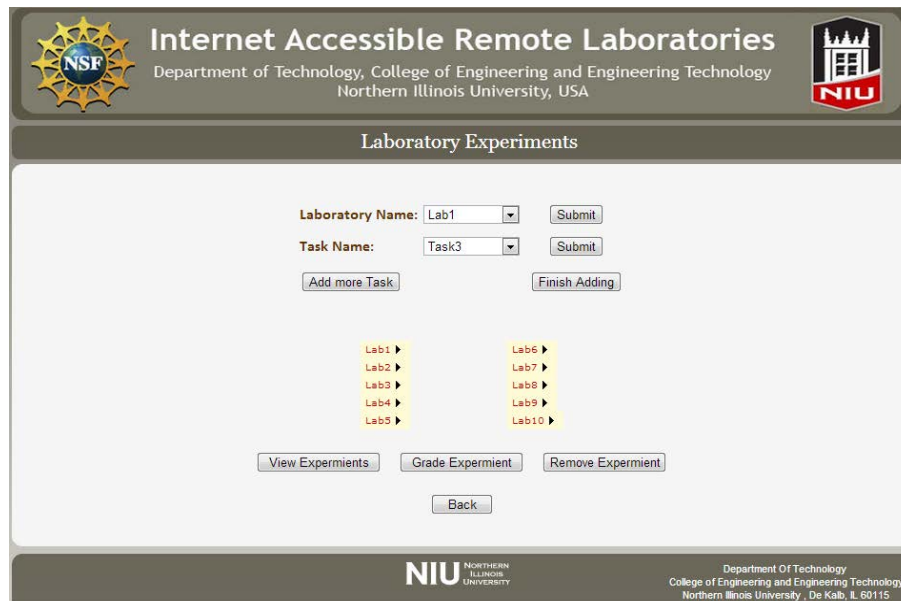 NSF
Internet Accessible Remote Laboratories
Department of Technology, College of Engineering and Engineering Technology
Northern Illinois University, USA
NIU
Laboratory Experiments
Laboratory Name: Lab1 Submit
Task Name: Task3 Submit
Add more Task Finish Adding
Lab1 Lab6
Lab2 Lab7
Lab3 Lab8
Lab4 Lab9
Lab5 Lab10
View Expermients Grade Expermient Remove Expermient
Back
NIU NORTHERN
ILLINOIS
UNIVERSITY
Department Of Technology
College of Engineering and Engineering Technology
Northern Illinois University , De Kalb, IL 60115